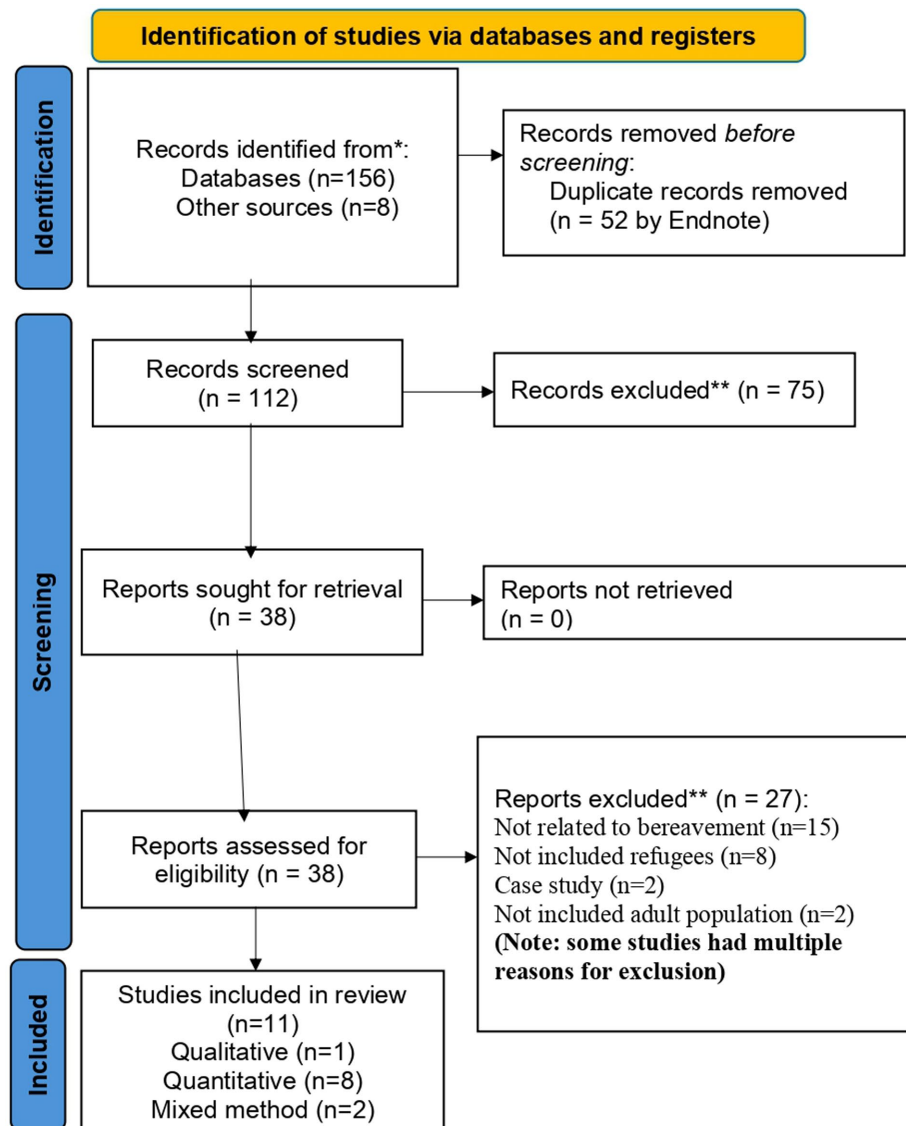 Identification of studies via databases and registers
Identification
Records identified from*:
Databases (n=156)
Other sources (n=8)
Records removed before
screening:
Duplicate records removed
(n = 52 by Endnote)
Screening
Records screened
(n = 112)
Records excluded** (n = 75)
Reports sought for retrieval
(n = 38)
Reports not retrieved
(n = 0)
Reports assessed for
eligibility (n = 38)
Reports excluded** (n = 27):
Not related to bereavement (n=15)
Not included refugees (n=8)
Case study (n=2)
Not included adult population (n=2)
(Note: some studies had multiple
reasons for exclusion)
Included
Studies included in review
(n=11)
Qualitative (n=1)
Quantitative (n=8)
Mixed method (n=2)